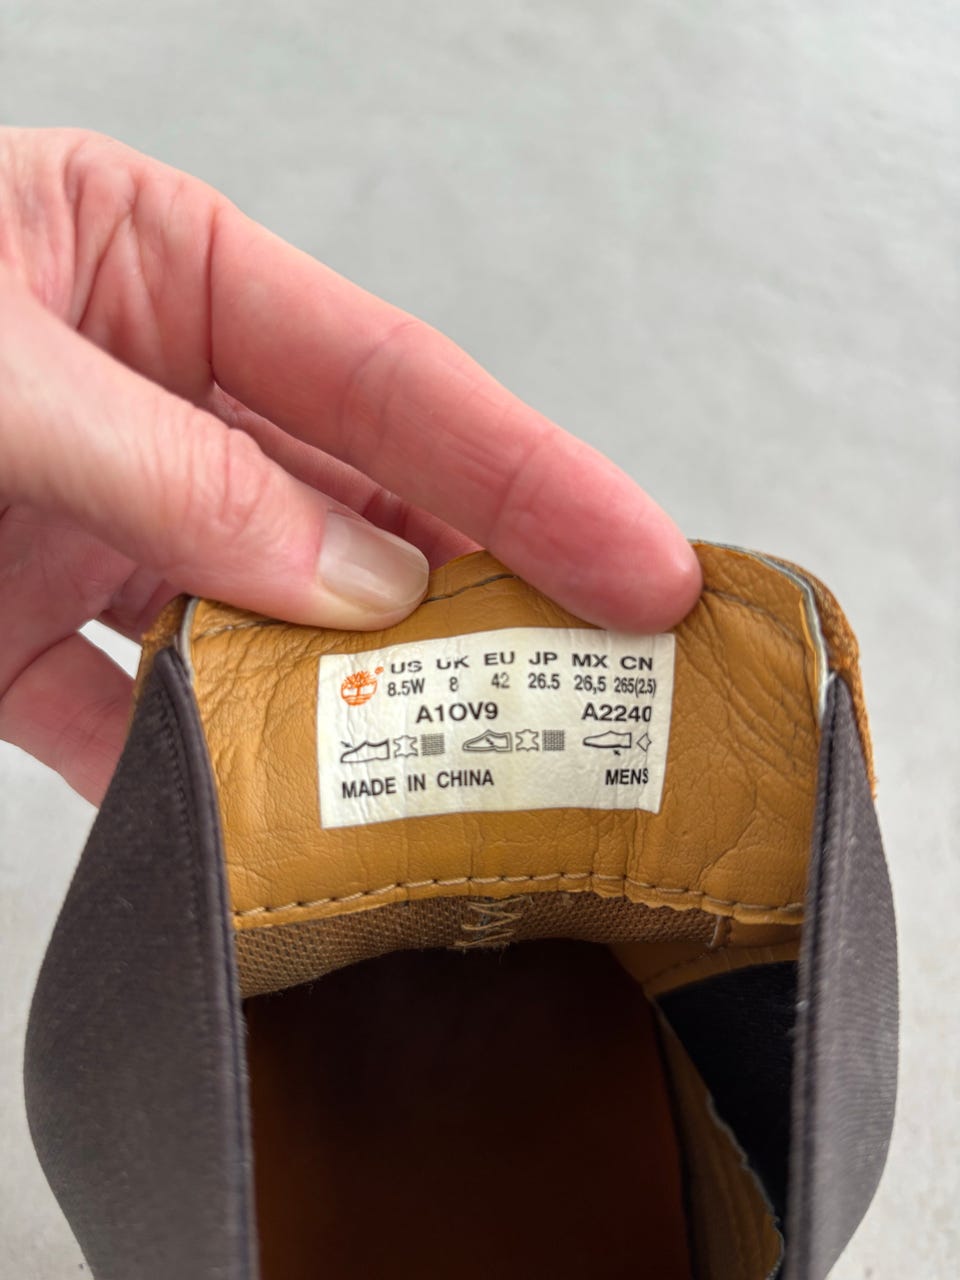 ® US UK EU JP MX CN
8.5W 8 42 26.5 26,5 265(2.5)
A1OV9 A2240
MADE IN CHINA MENS